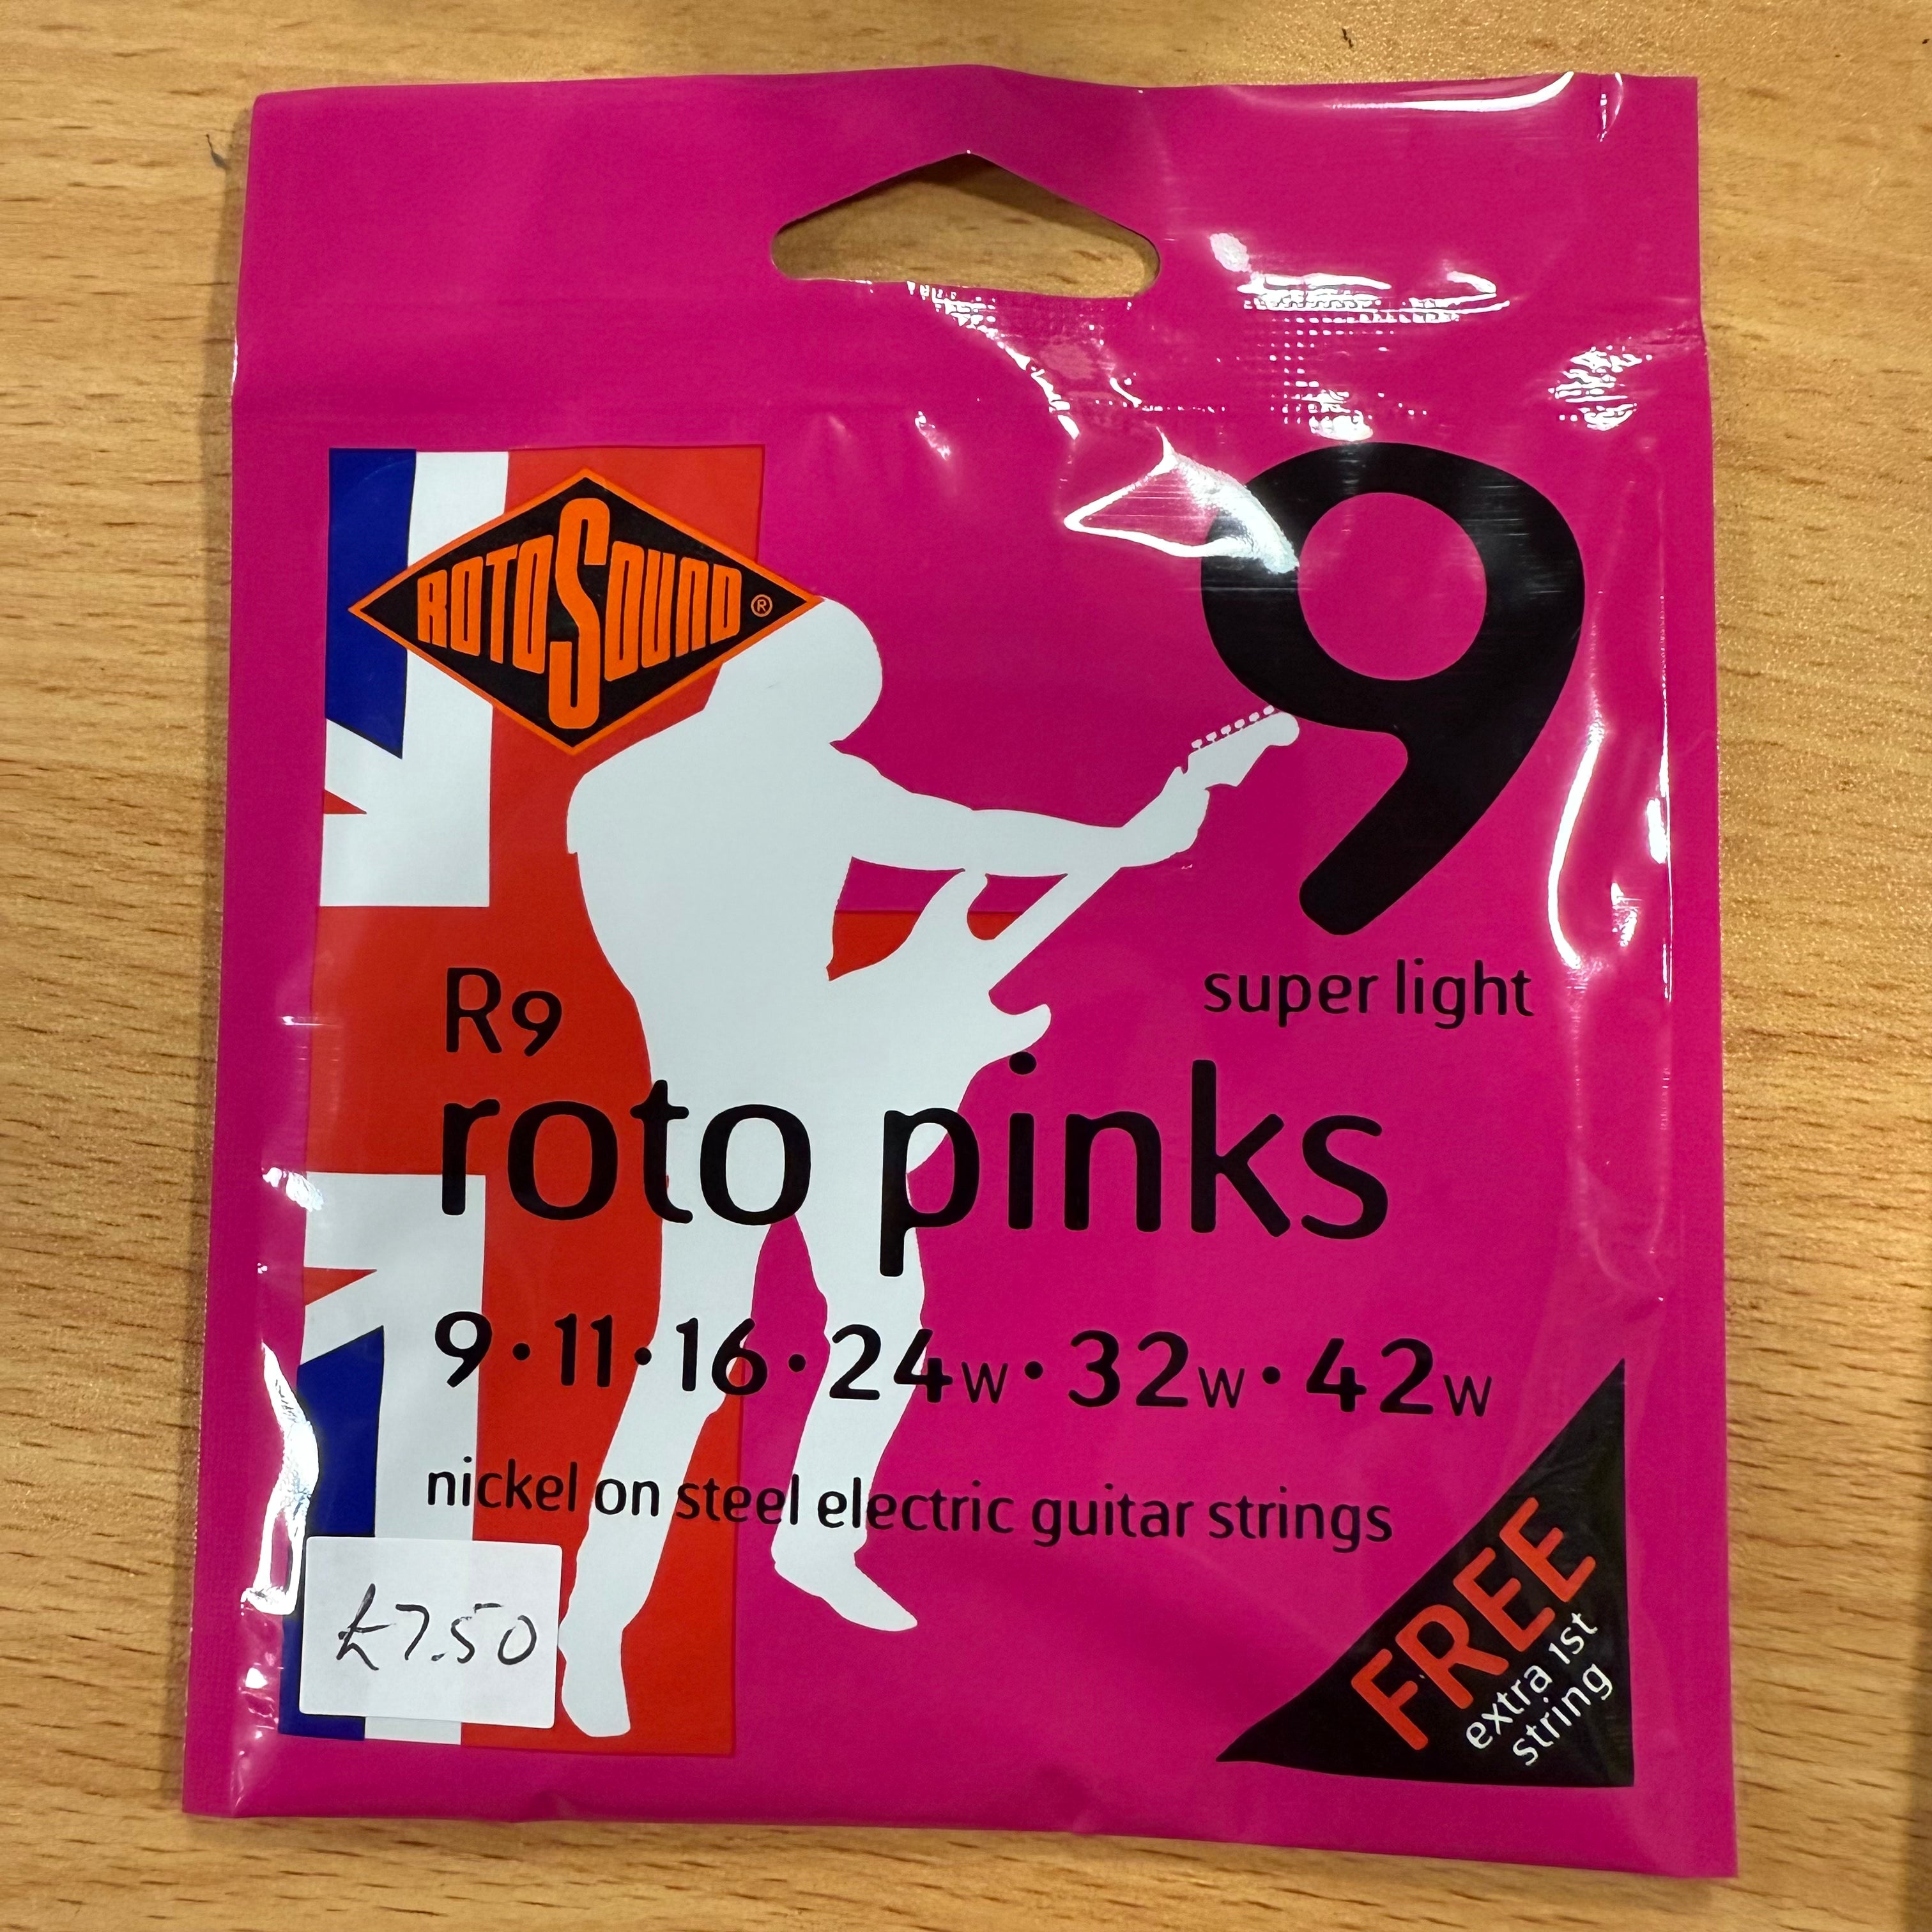 ROTOSOUND®
9
super light
R9
roto pinks
9·11·16·24w·32w·42w
nickel on steel electric guitar strings
£7.50
FREE
extra 1st
string